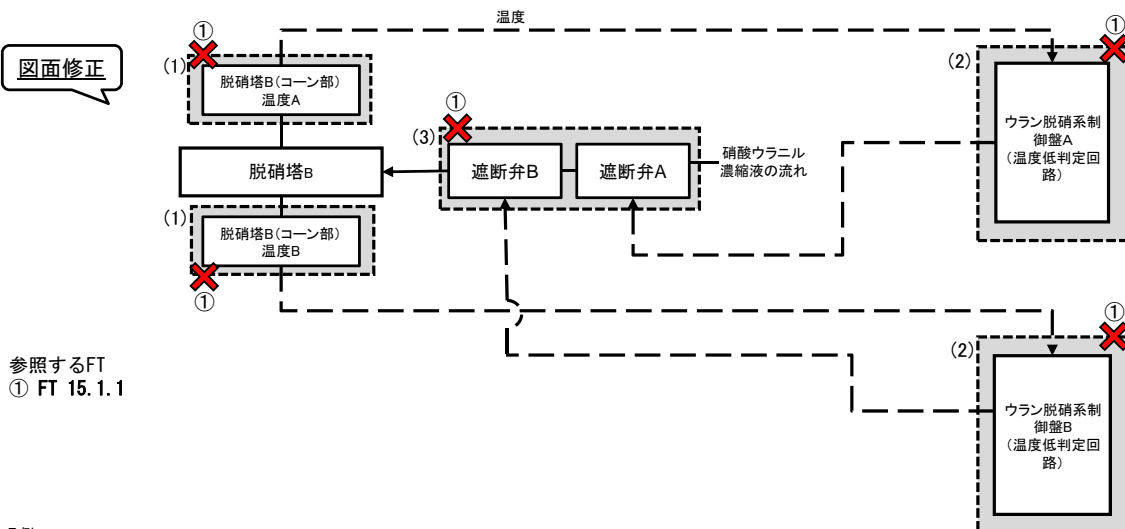 図面修正
①
温度
①
(1)
脱硝塔B(コーン部)
温度A
(2)
ウラン脱硝系制
御盤A
(温度低判定回
路)
①
(3)
遮断弁B
遮断弁A
硝酸ウラニル
濃縮液の流れ
脱硝塔B
(1)
脱硝塔B(コーン部)
温度B
①
①
(2)
ウラン脱硝系制
御盤B
(温度低判定回
路)
参照するFT
① FT 15.1.1